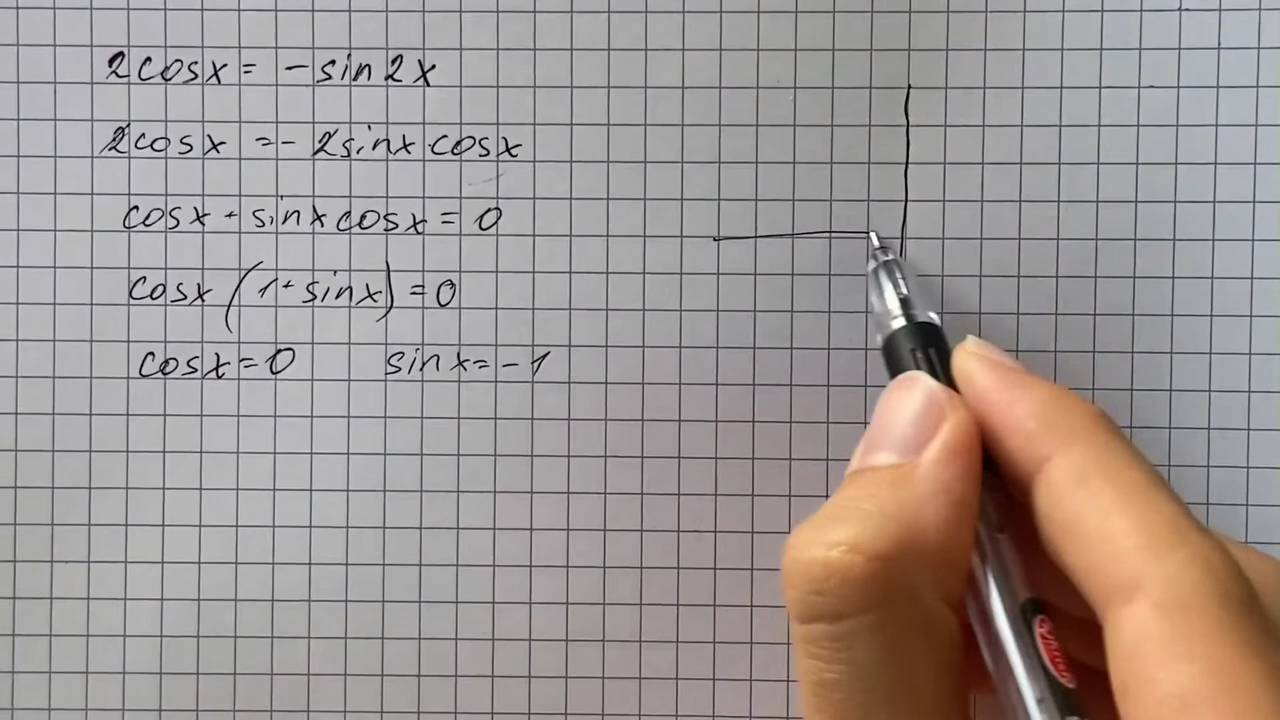 2cosx = -sin2x
2cosx = - 2sinx·cosx
cosx + sinx cosx = 0
cosx (1+sinx) = 0
cosx = 0 sinx = -1